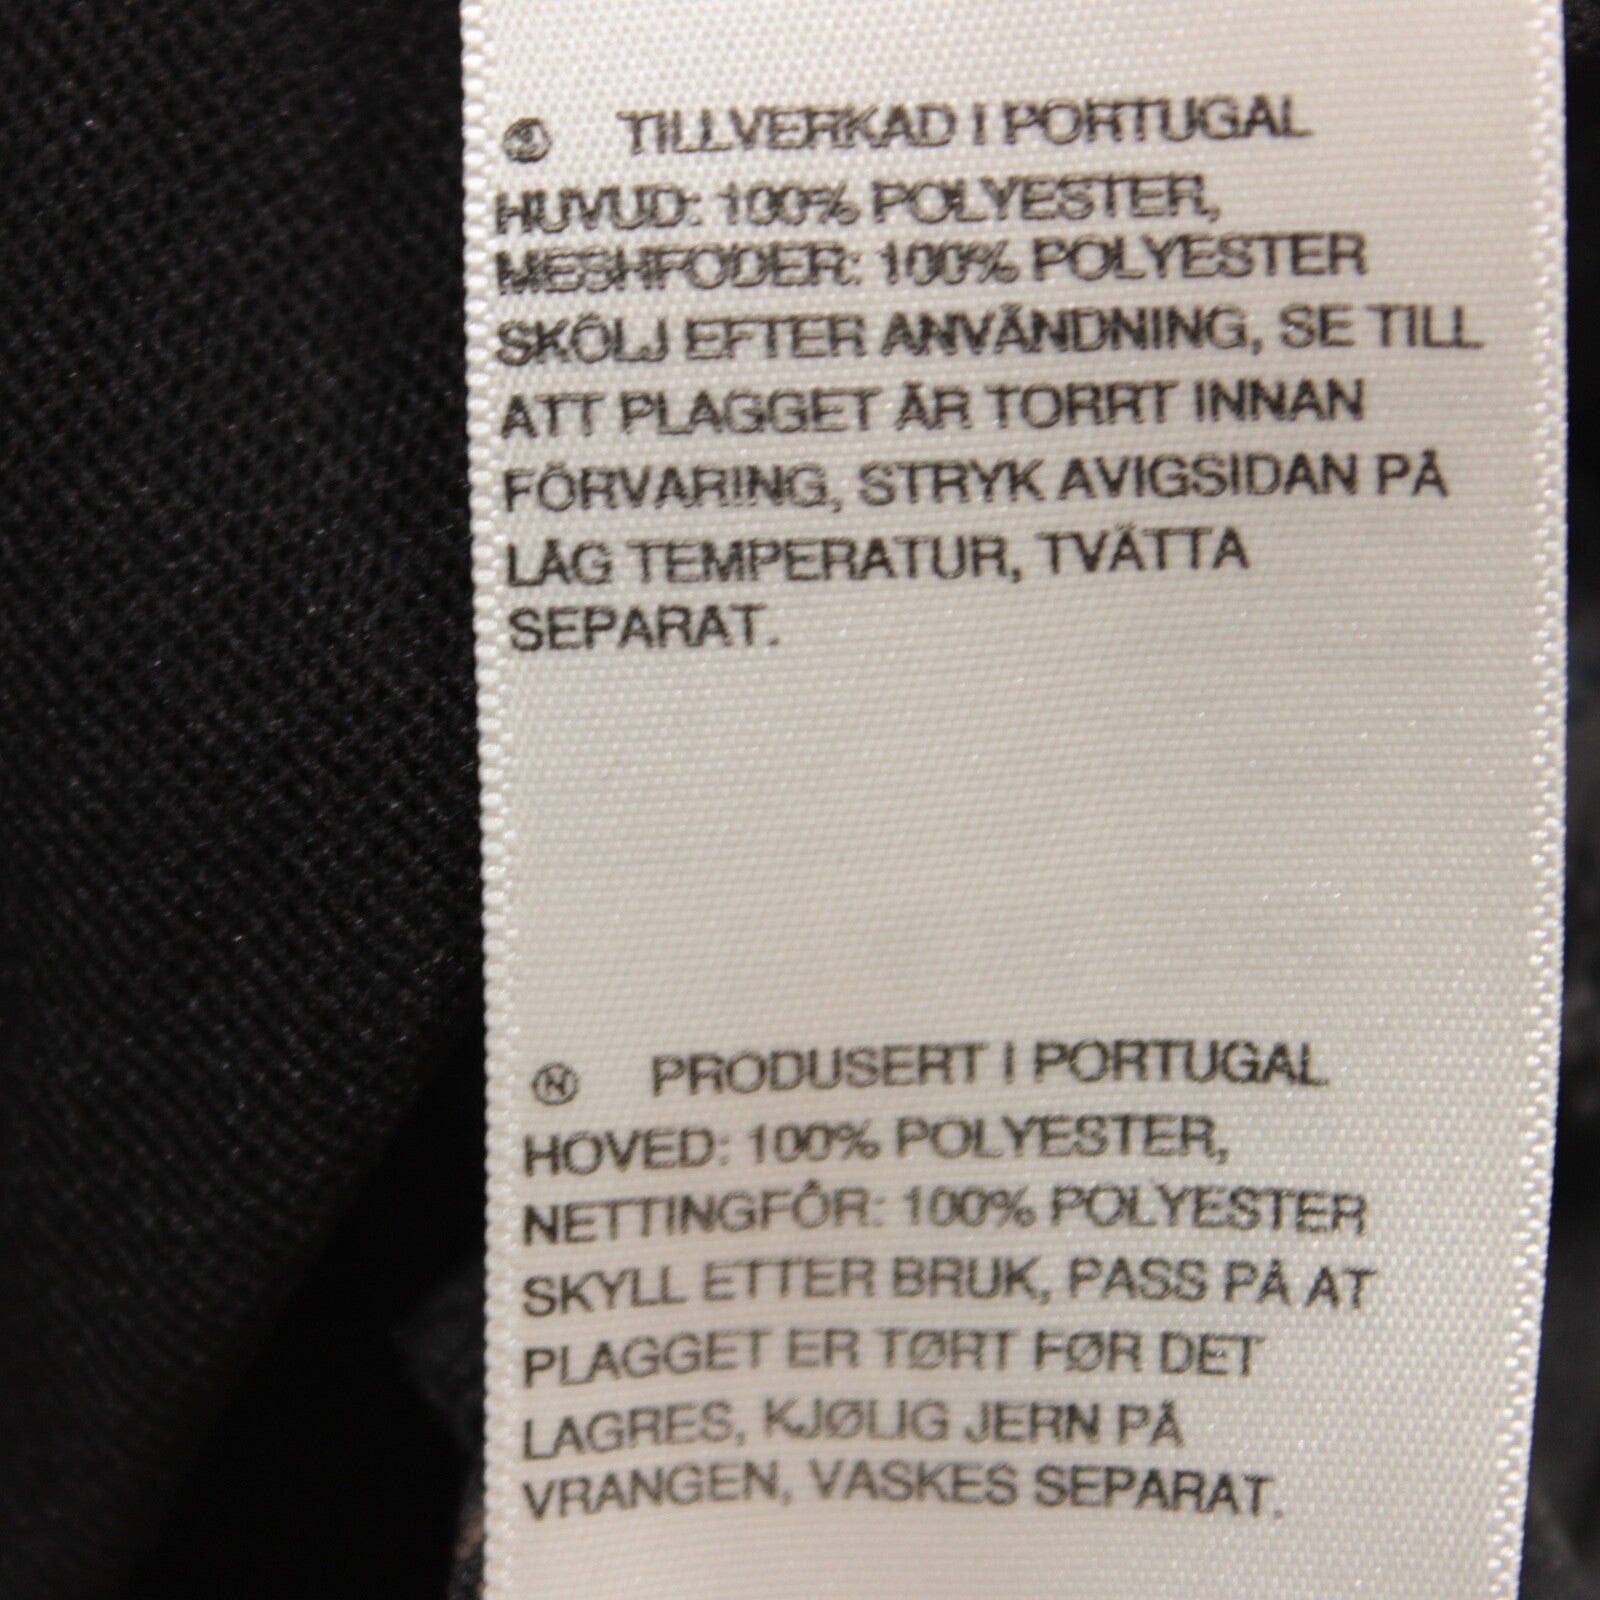 Ⓢ TILLVERKAD I PORTUGAL
HUVUD: 100% POLYESTER,
MESHFODER: 100% POLYESTER
SKÖLJ EFTER ANVÄNDNING, SE TILL
ATT PLAGGET ÄR TORRT INNAN
FÖRVARING, STRYK AVIGSIDAN PÅ
LÅG TEMPERATUR, TVÄTTA
SEPARAT.
Ⓝ PRODUSERT I PORTUGAL
HOVED: 100% POLYESTER,
NETTINGFÔR: 100% POLYESTER
SKYLL ETTER BRUK, PASS PÅ AT
PLAGGET ER TØRT FØR DET
LAGRES, KJØLIG JERN PÅ
VRANGEN, VASKES SEPARAT.